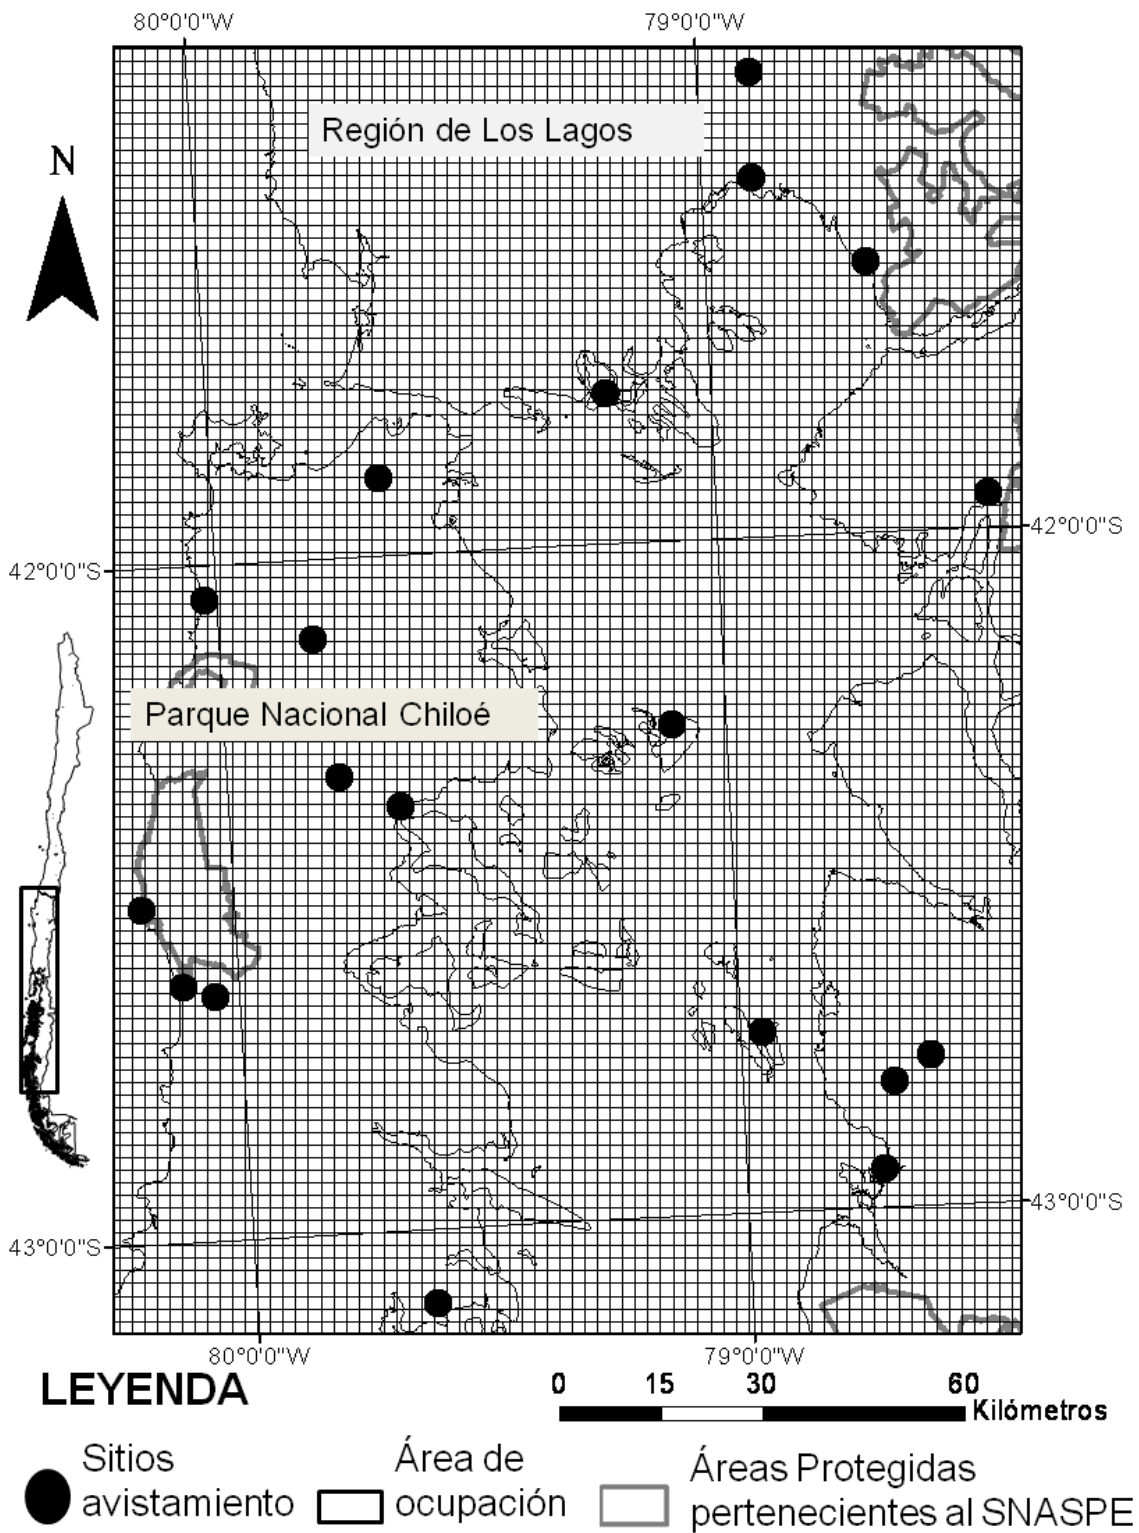 80°0'0"W
79°0'0"W
N
Región de Los Lagos
42°0'0"S
42°0'0"S
Parque Nacional Chiloé
43°0'0"S
43°0'0"S
80°0'0"W
79°0'0"W
LEYENDA
0 15 30 60
Kilómetros
Sitios
avistamiento
Área de
ocupación
Áreas Protegidas
pertenecientes al SNASPE